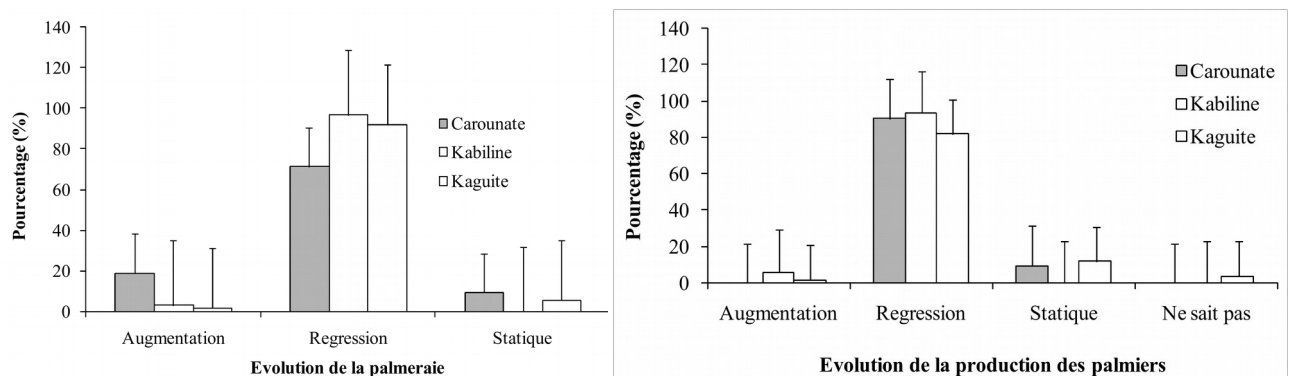 140
120
100
80
60
40
20
0
Pourcentage (%)
Carounate
Kabiline
Kaguite
Augmentation
Regression
Statique
Evolution de la palmeraie
140
120
100
80
60
40
20
0
Pourcentage (%)
Carounate
Kabiline
Kaguite
Augmentation
Regression
Statique
Ne sait pas
Evolution de la production des palmiers